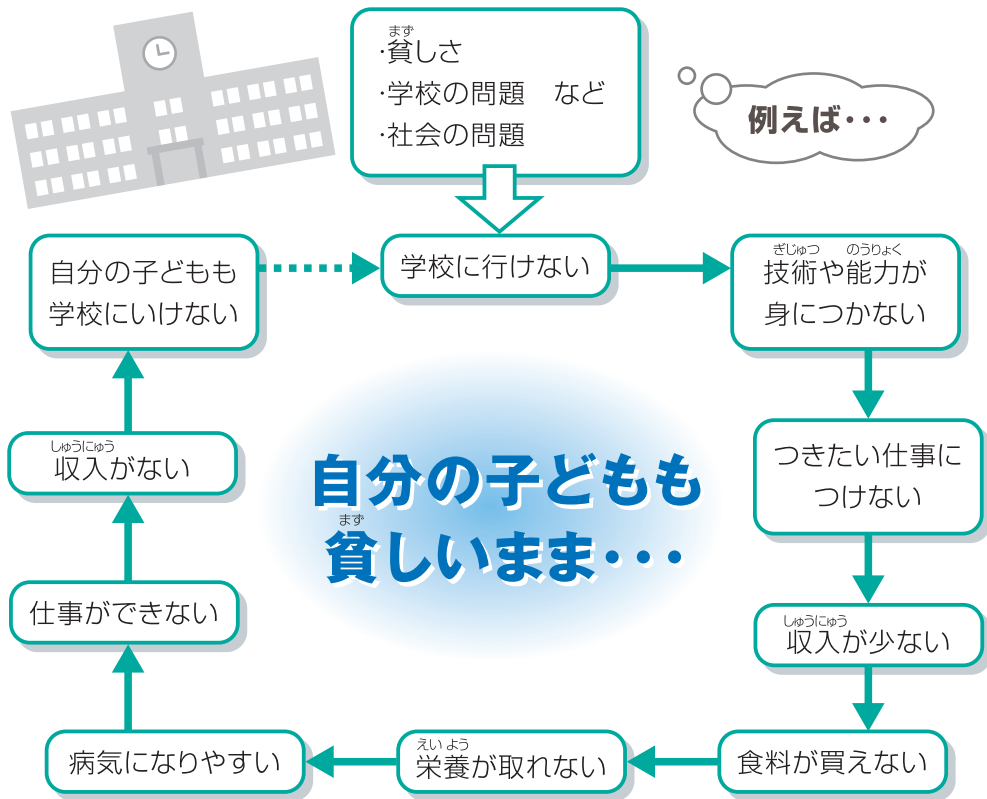 まず
・貧しさ
・学校の問題　など
・社会の問題
例えば・・・
学校に行けない
ぎじゅつ　のうりょく
技術や能力が
身につかない
つきたい仕事に
つけない
しゅうにゅう
収入が少ない
食料が買えない
えいよう
栄養が取れない
病気になりやすい
仕事ができない
しゅうにゅう
収入がない
自分の子どもも
学校にいけない
自分の子どもも
まず
貧しいまま・・・